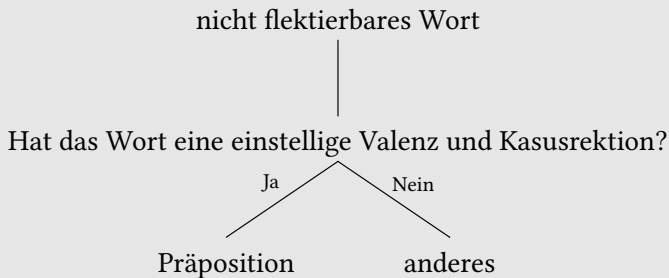 nicht flektierbares Wort
Hat das Wort eine einstellige Valenz und Kasusrektion?
Ja Nein
Präposition anderes